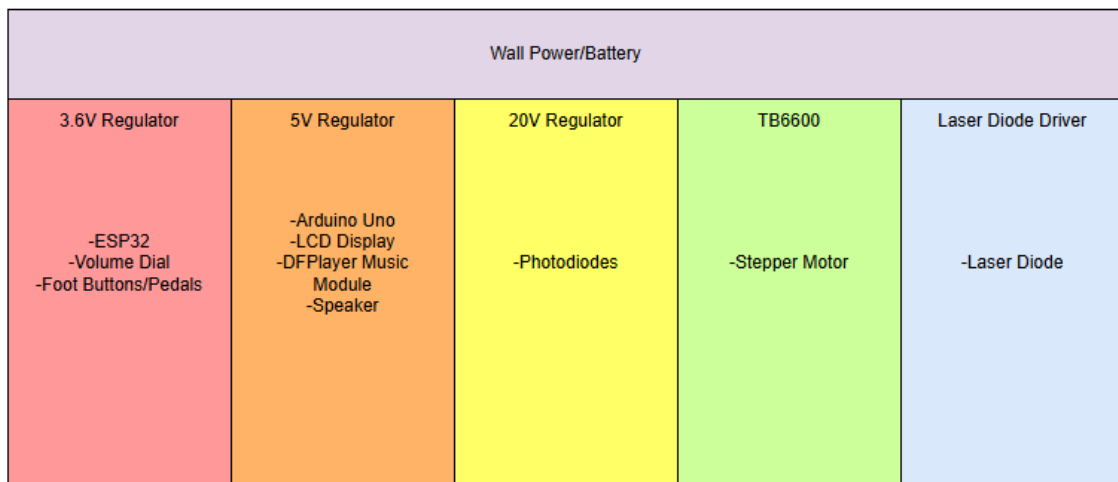 Wall Power/Battery
3.6V Regulator
-ESP32
-Volume Dial
-Foot Buttons/Pedals
5V Regulator
-Arduino Uno
-LCD Display
-DFPlayer Music
Module
-Speaker
20V Regulator
-Photodiodes
TB6600
-Stepper Motor
Laser Diode Driver
-Laser Diode